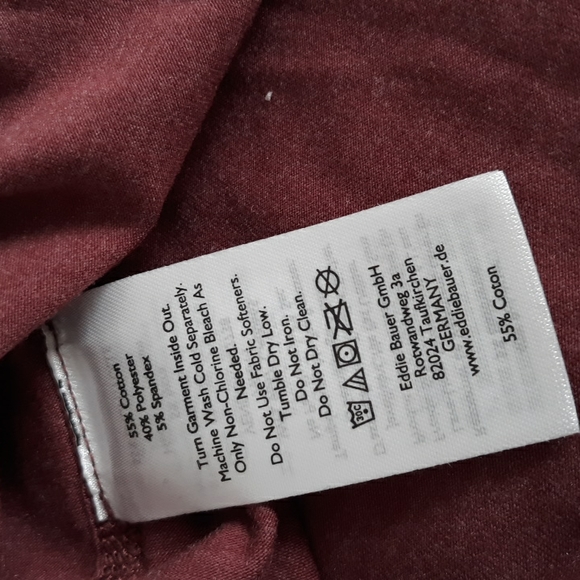 55% Cotton
40% Polyester
5% Spandex
Turn Garment Inside Out.
Machine Wash Cold Separately.
Only Non-Chlorine Bleach As
Needed.
Do Not Use Fabric Softeners.
Tumble Dry Low.
Do Not Iron.
Do Not Dry Clean.
30C
Eddie Bauer GmbH
Rotwandweg 3a
82024 Taufkirchen
GERMANY
www.eddiebauer.de
55% Coton